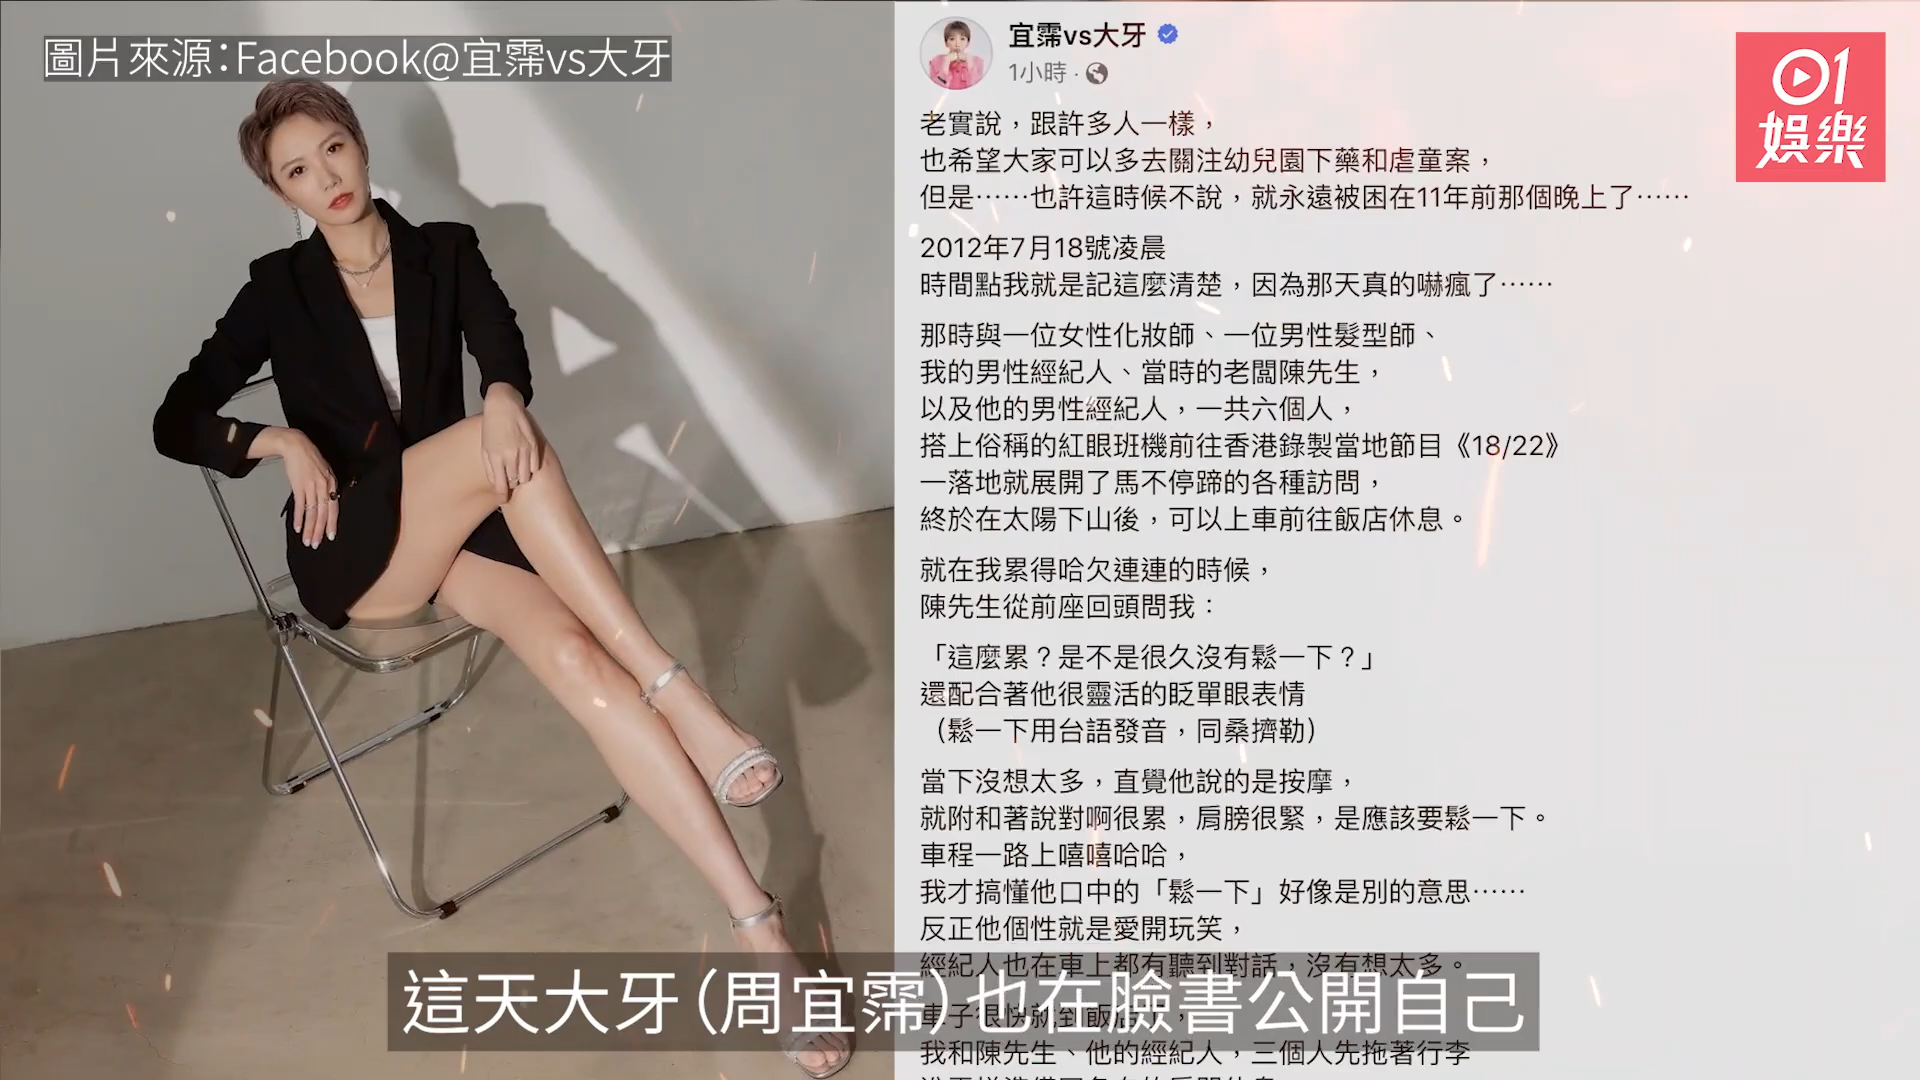 圖片來源：Facebook@宜霈vs大牙
宜霈vs大牙
1小時
01
娛樂
老實說，跟許多人一樣，
也希望大家可以多去關注幼兒園下藥和虐童案，
但是……也許這時候不說，就永遠被困在11年前那個晚上了……
2012年7月18號凌晨
時間點我就是記這麼清楚，因為那天真的嚇瘋了……
那時與一位女性化妝師、一位男性髮型師、
我的男性經紀人、當時的老闆陳先生，
以及他的男性經紀人，一共六個人，
搭上俗稱的紅眼班機前往香港錄製當地節目《18/22》
一落地就展開了馬不停蹄的各種訪問，
終於在太陽下山後，可以上車前往飯店休息。
就在我累得哈欠連連的時候，
陳先生從前座回頭問我：
「這麼累？是不是很久沒有鬆一下？」
還配合著他很靈活的眨單眼表情
（鬆一下用台語發音，同桑擠勒）
當下沒想太多，直覺他說的是按摩，
就附和著說對啊很累，肩膀很緊，是應該要鬆一下。
車程一路上嘻嘻哈哈，
我才搞懂他口中的「鬆一下」好像是別的意思……
反正他個性就是愛開玩笑，
經紀人也在車上都有聽到對話，沒有想太多。
這天大牙（周宜霈）也在臉書公開自己
車子很快就到飯店
我和陳先生、他的經紀人，三個人先拖著行李